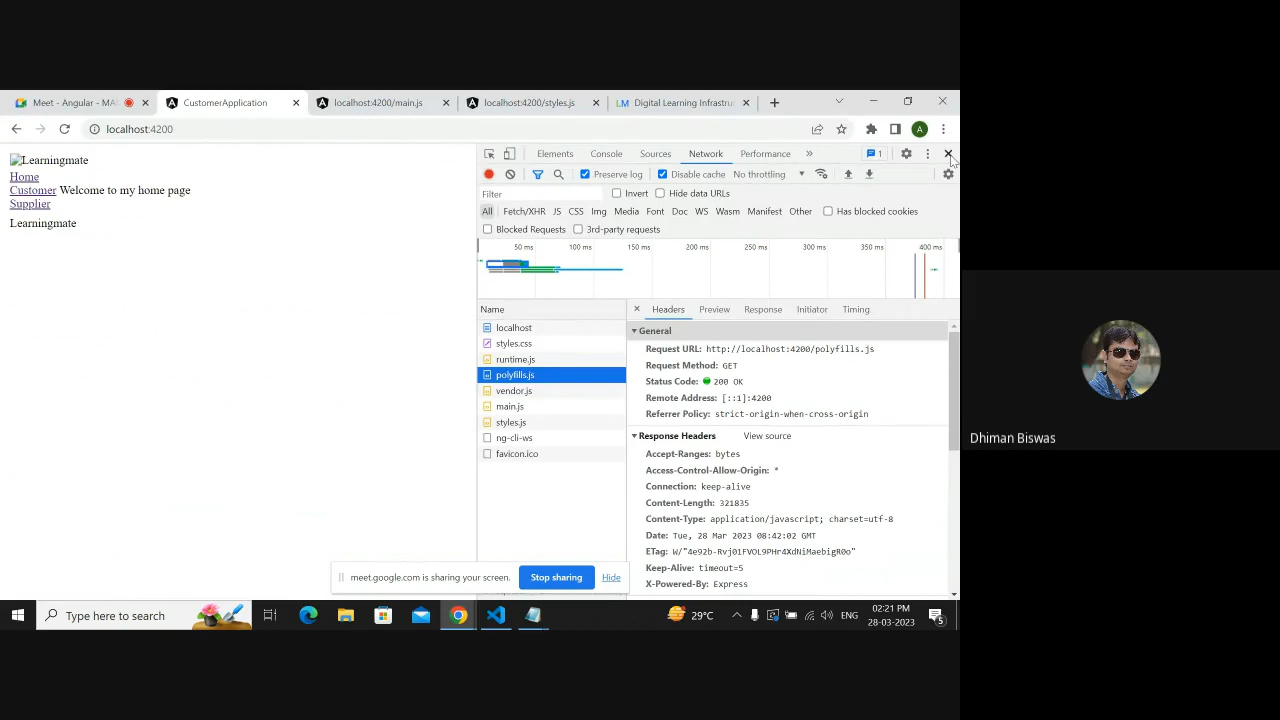 Meet - Angular - MA
CustomerApplication
localhost:4200/main.js
localhost:4200/styles.js
LM Digital Learning Infrastruc
localhost:4200
A
Learningmate
Home
Customer Welcome to my home page
Supplier
Learningmate
Elements Console Sources Network Performance » 1
Preserve log Disable cache No throttling
Filter Invert Hide data URLs
All Fetch/XHR JS CSS Img Media Font Doc WS Wasm Manifest Other Has blocked cookies
Blocked Requests 3rd-party requests
50 ms 100 ms 150 ms 200 ms 250 ms 300 ms 350 ms 400 ms
Name
localhost
styles.css
runtime.js
polyfills.js
vendor.js
main.js
styles.js
ng-cli-ws
favicon.ico
Headers Preview Response Initiator Timing
General
Request URL: http://localhost:4200/polyfills.js
Request Method: GET
Status Code: 200 OK
Remote Address: [::1]:4200
Referrer Policy: strict-origin-when-cross-origin
Response Headers View source
Accept-Ranges: bytes
Access-Control-Allow-Origin: *
Connection: keep-alive
Content-Length: 321835
Content-Type: application/javascript; charset=utf-8
Date: Tue, 28 Mar 2023 08:42:02 GMT
ETag: W/"4e92b-Rvj01FVOL9PHr4XdNiMaebigR0o"
Keep-Alive: timeout=5
X-Powered-By: Express
meet.google.com is sharing your screen. Stop sharing Hide
Type here to search
29°C
ENG
02:21 PM
28-03-2023
5
Dhiman Biswas